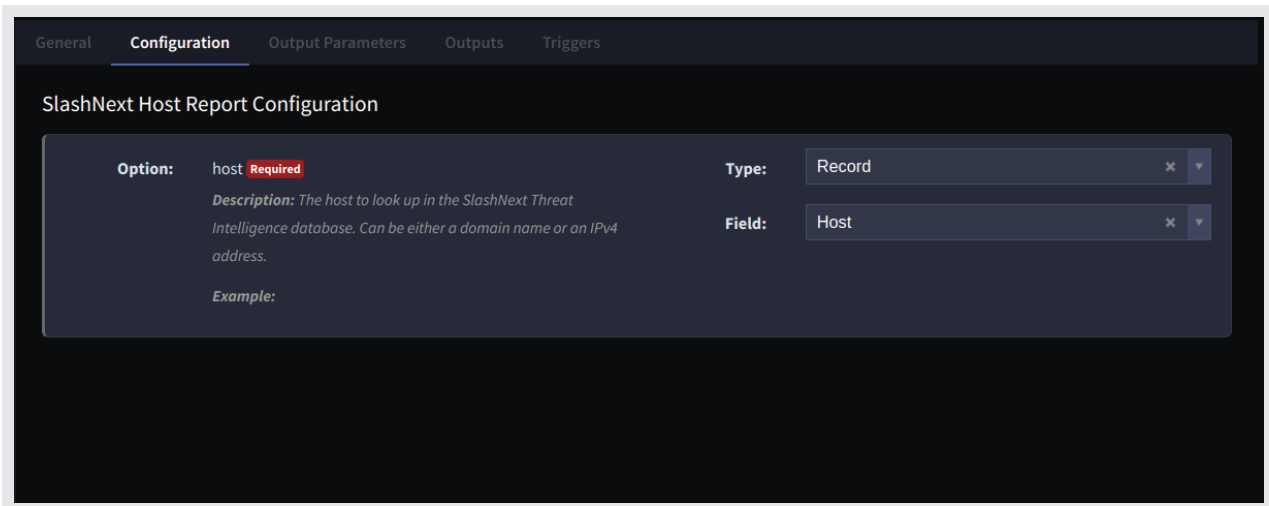 General Configuration Output Parameters Outputs Triggers
SlashNext Host Report Configuration
Option: host Required
Description: The host to look up in the SlashNext Threat
Intelligence database. Can be either a domain name or an IPv4
address.
Example:
Type: Record
Field: Host